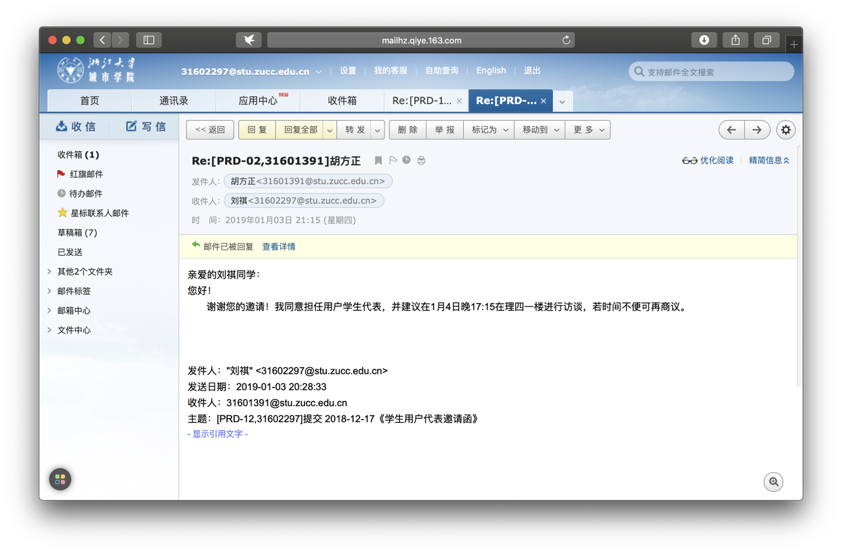 mailhz.qiye.163.com
浙江大学
城市学院
31602297@stu.zucc.edu.cn 设置 我的客服 自助查询 English 退出
支持邮件全文搜索
首页 通讯录 应用中心 收件箱 Re:[PRD-1... × Re:[PRD-... ×
收 信 写 信
<< 返回 回 复 回复全部 转 发 删 除 举 报 标记为 移动到 更 多
收件箱 (1)
红旗邮件
待办邮件
星标联系人邮件
草稿箱 (7)
已发送
其他2个文件夹
邮件标签
邮箱中心
文件中心
Re:[PRD-02,31601391]胡方正
优化阅读 精简信息
发件人: 胡方正<31601391@stu.zucc.edu.cn>
收件人: 刘祺<31602297@stu.zucc.edu.cn>
时 间: 2019年01月03日 21:15 (星期四)
邮件已被回复 查看详情
亲爱的刘祺同学:
您好!
谢谢您的邀请!我同意担任用户学生代表,并建议在1月4日晚17:15在理四一楼进行访谈,若时间不便可再商议。
发件人:"刘祺" <31602297@stu.zucc.edu.cn>
发送日期:2019-01-03 20:28:33
收件人:31601391@stu.zucc.edu.cn
主题:[PRD-12,31602297]提交 2018-12-17《学生用户代表邀请函》
- 显示引用文字 -